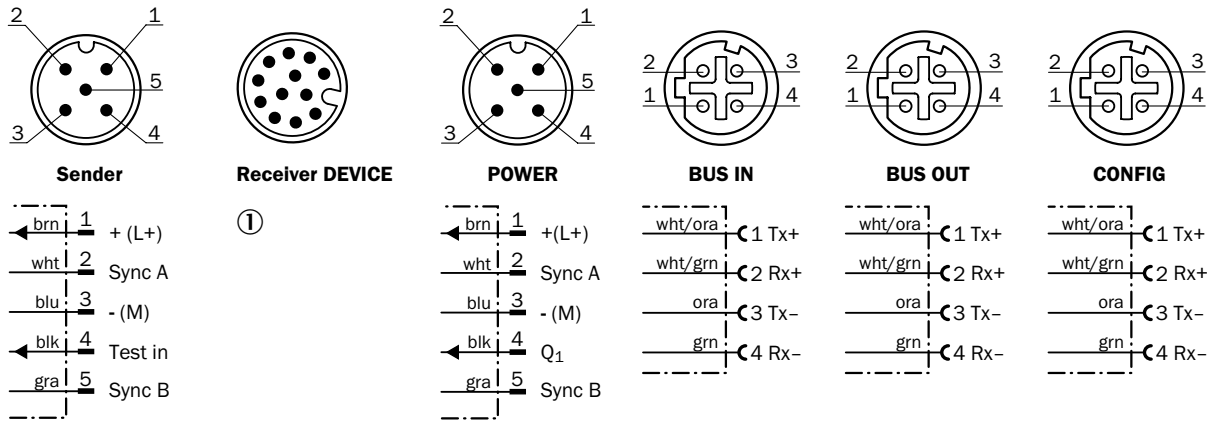 2 1
5
3 4
Sender
brn 1 + (L+)
wht 2 Sync A
blu 3 - (M)
blk 4 Test in
gra 5 Sync B
Receiver DEVICE
①
2 1
5
3 4
POWER
brn 1 +(L+)
wht 2 Sync A
blu 3 - (M)
blk 4 Q1
gra 5 Sync B
2 3
1 4
BUS IN
wht/ora 1 Tx+
wht/grn 2 Rx+
ora 3 Tx–
grn 4 Rx–
2 3
1 4
BUS OUT
wht/ora 1 Tx+
wht/grn 2 Rx+
ora 3 Tx–
grn 4 Rx–
2 3
1 4
CONFIG
wht/ora 1 Tx+
wht/grn 2 Rx+
ora 3 Tx–
grn 4 Rx–